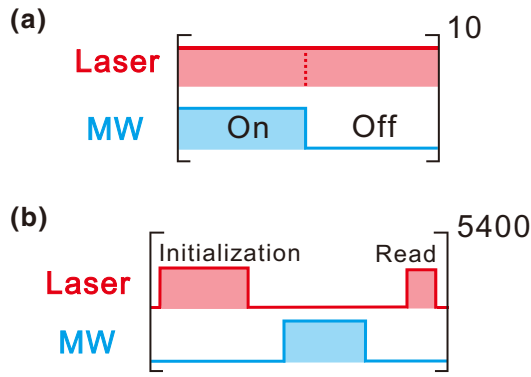 (a)
10
Laser
MW
On
Off
(b)
5400
Initialization
Read
Laser
MW